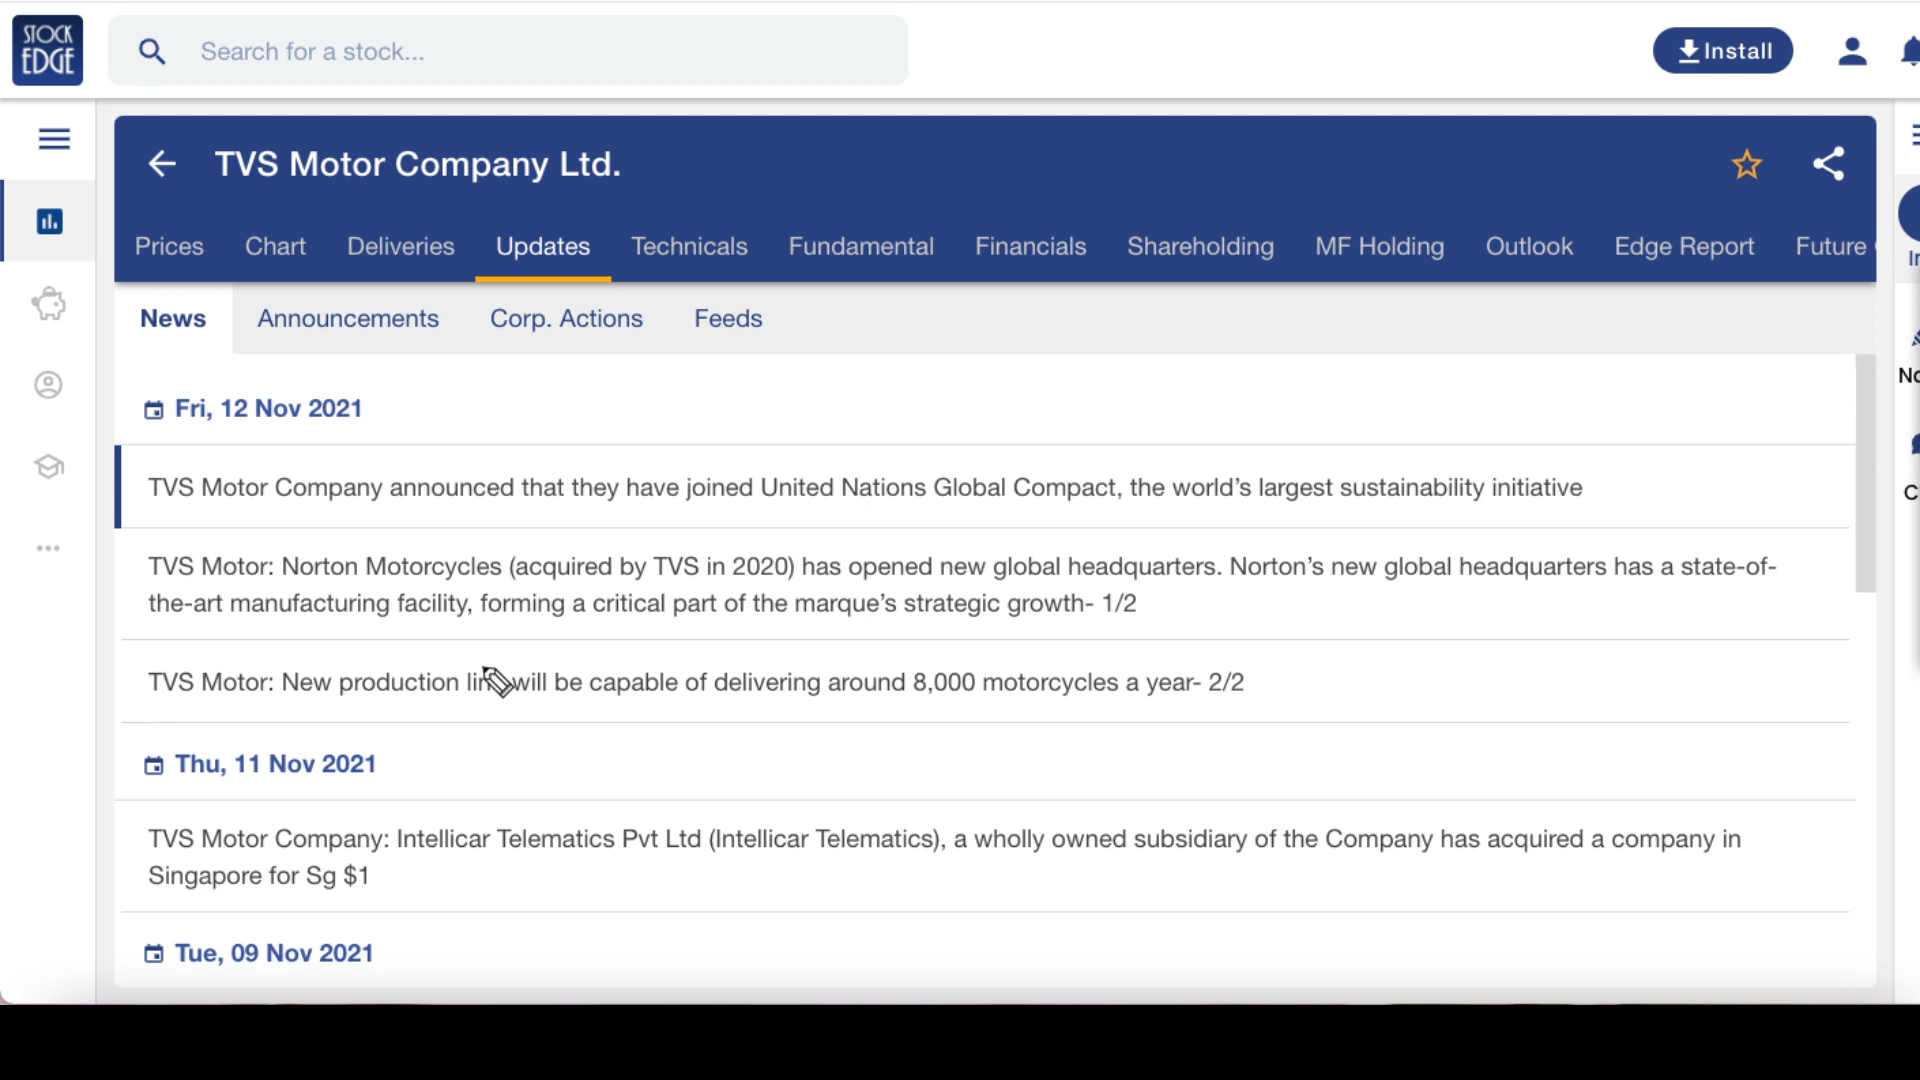 STOCK
EDGE
Search for a stock...
Install
TVS Motor Company Ltd.
Prices
Chart
Deliveries
Updates
Technicals
Fundamental
Financials
Shareholding
MF Holding
Outlook
Edge Report
Future
News
Announcements
Corp. Actions
Feeds
Fri, 12 Nov 2021
TVS Motor Company announced that they have joined United Nations Global Compact, the world’s largest sustainability initiative
TVS Motor: Norton Motorcycles (acquired by TVS in 2020) has opened new global headquarters. Norton’s new global headquarters has a state-of-
the-art manufacturing facility, forming a critical part of the marque’s strategic growth- 1/2
TVS Motor: New production line will be capable of delivering around 8,000 motorcycles a year- 2/2
Thu, 11 Nov 2021
TVS Motor Company: Intellicar Telematics Pvt Ltd (Intellicar Telematics), a wholly owned subsidiary of the Company has acquired a company in
Singapore for Sg $1
Tue, 09 Nov 2021